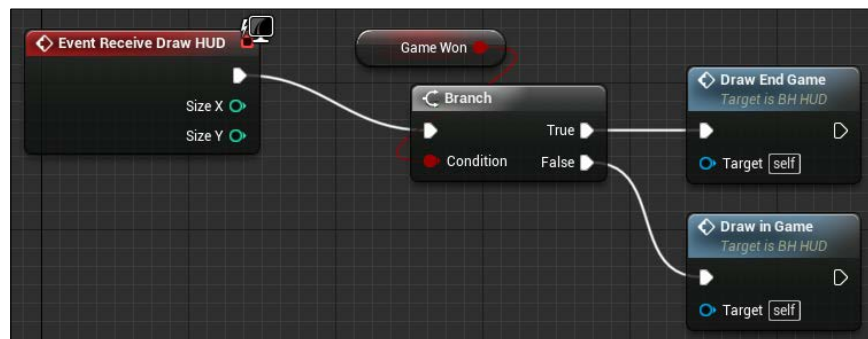 Event Receive Draw HUD
Size X
Size Y
Game Won
Branch
True
Condition
False
Draw End Game
Target is BH HUD
Target self
Draw in Game
Target is BH HUD
Target self